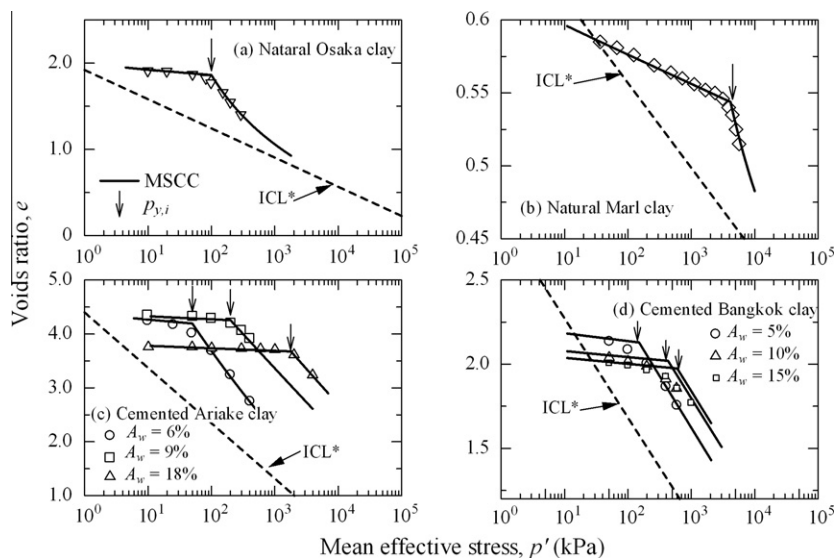 (a) Nataral Osaka clay
2.0
1.0
0
ICL*
MSCC
p_{y,i}
10^0 10^1 10^2 10^3 10^4 10^5
(b) Natural Marl clay
0.6
0.55
0.5
0.45
ICL*
10^0 10^1 10^2 10^3 10^4 10^5
Voids ratio, e
(c) Cemented Ariake clay
5.0
4.0
3.0
2.0
1.0
A_w = 6%
A_w = 9%
A_w = 18%
ICL*
10^0 10^1 10^2 10^3 10^4 10^5
(d) Cemented Bangkok clay
2.5
2.0
1.5
A_w = 5%
A_w = 10%
A_w = 15%
ICL*
10^0 10^1 10^2 10^3 10^4 10^5
Mean effective stress, p' (kPa)